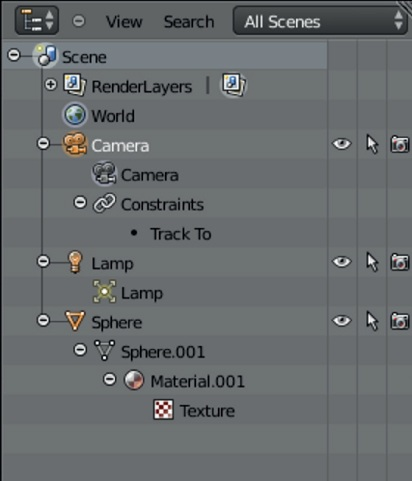 View Search All Scenes
Scene
RenderLayers |
World
Camera
Camera
Constraints
• Track To
Lamp
Lamp
Sphere
Sphere.001
Material.001
Texture